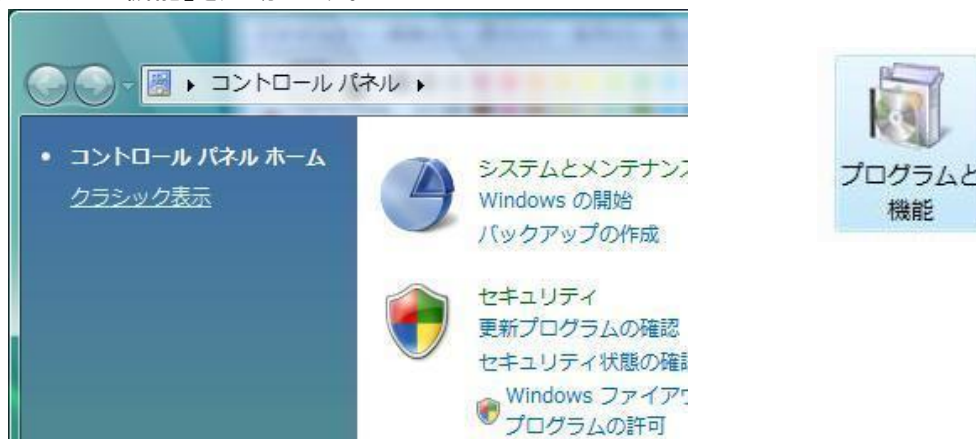 コントロール パネル
コントロール パネル ホーム
クラシック表示
システムとメンテナンス
Windows の開始
バックアップの作成
セキュリティ
更新プログラムの確認
セキュリティ状態の確認
Windows ファイア
プログラムの許可
プログラムと
機能